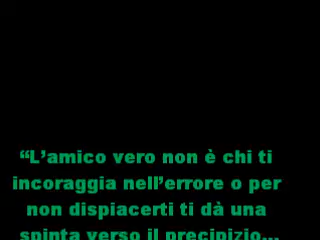 “L’amico vero non è chi ti
incoraggia nell’errore o per
non dispiacerti ti dà una
spinta verso il precipizio...